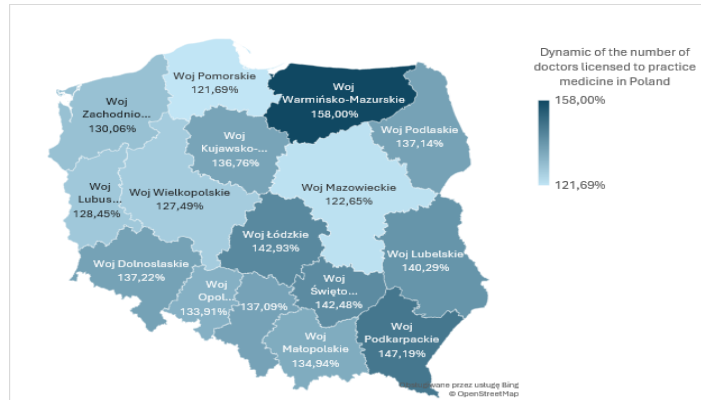 Dynamic of the number of
doctors licensed to practice
medicine in Poland
158,00%
121,69%
Woj Pomorskie
121,69%
Woj
Warmińsko-Mazurskie
158,00%
Woj
Zachodnio...
130,06%
Woj
Kujawsko-...
136,76%
Woj Podlaskie
137,14%
Woj
Lubus...
128,45%
Woj Wielkopolskie
127,49%
Woj Mazowieckie
122,65%
Woj Łódzkie
142,93%
Woj Dolnoslaskie
137,22%
Woj Lubelskie
140,29%
Woj
Opol...
133,91%
137,09%
Woj
Święto...
142,48%
Woj
Małopolskie
134,94%
Woj
Podkarpackie
147,19%
przez usługę Bing
© OpenStreetMap